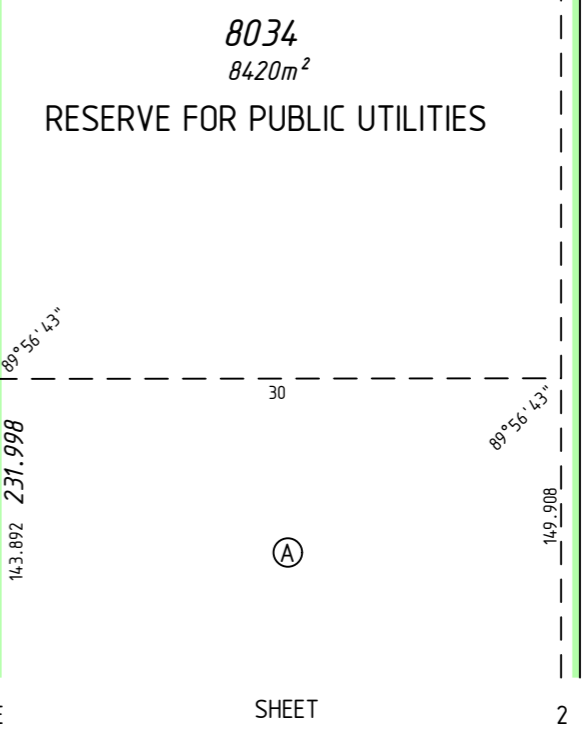 8034
8420m²
RESERVE FOR PUBLIC UTILITIES
89°56'43"
30
89°56'43"
231.998
143.892
149.908
A
SHEET
2